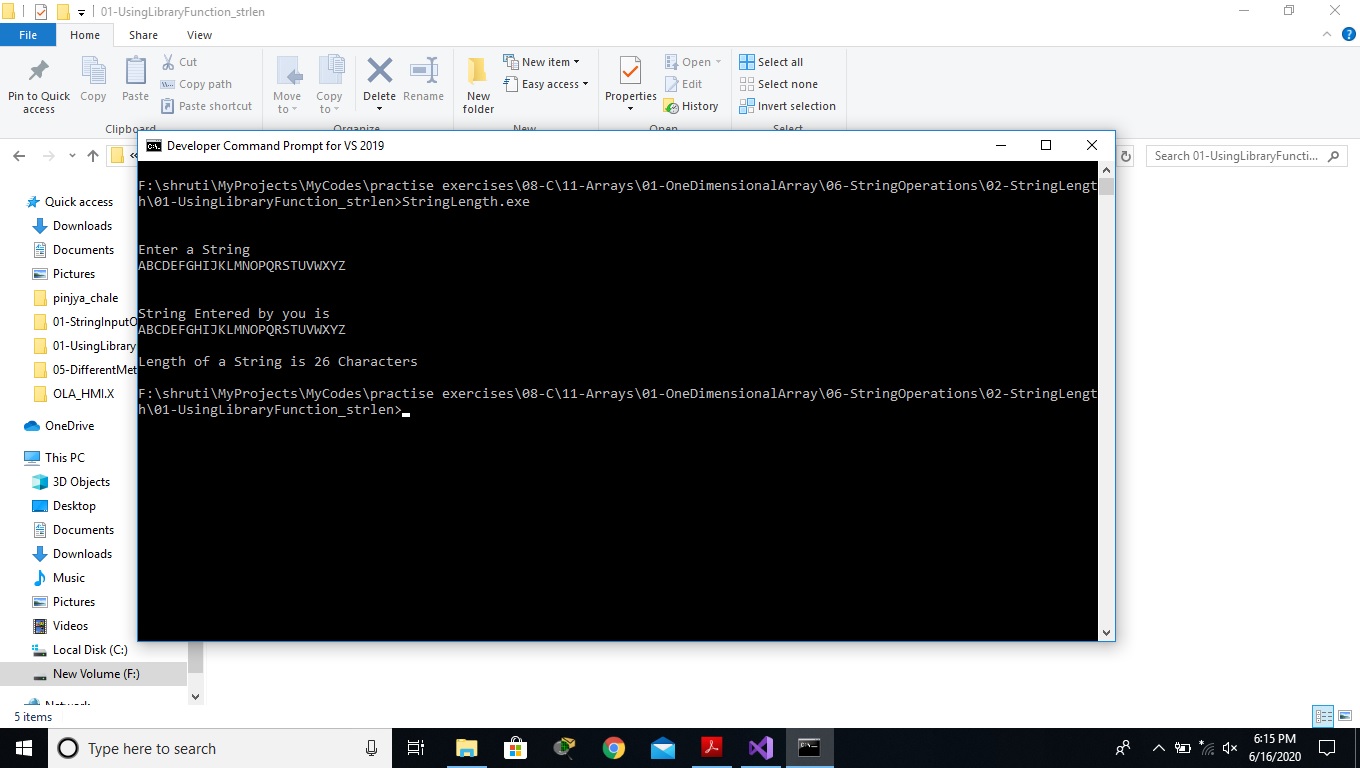 01-UsingLibraryFunction_strlen
File Home Share View
Pin to Quick access
Copy
Paste
Cut
Copy path
Paste shortcut
Clipboard
Move to
Copy to
Delete
Rename
Organize
New folder
New item
Easy access
New
Properties
Open
Edit
History
Open
Select all
Select none
Invert selection
Select
«
Search 01-UsingLibraryFuncti...
Quick access
Downloads
Documents
Pictures
pinjya_chale
01-StringInputO
01-UsingLibrary
05-DifferentMet
OLA_HMI.X
OneDrive
This PC
3D Objects
Desktop
Documents
Downloads
Music
Pictures
Videos
Local Disk (C:)
New Volume (F:)
Network
5 items
Developer Command Prompt for VS 2019
F:\shruti\MyProjects\MyCodes\practise exercises\08-C\11-Arrays\01-OneDimensionalArray\06-StringOperations\02-StringLengt
h\01-UsingLibraryFunction_strlen>StringLength.exe
Enter a String
ABCDEFGHIJKLMNOPQRSTUVWXYZ
String Entered by you is
ABCDEFGHIJKLMNOPQRSTUVWXYZ
Length of a String is 26 Characters
F:\shruti\MyProjects\MyCodes\practise exercises\08-C\11-Arrays\01-OneDimensionalArray\06-StringOperations\02-StringLengt
h\01-UsingLibraryFunction_strlen>
Type here to search
6:15 PM
6/16/2020